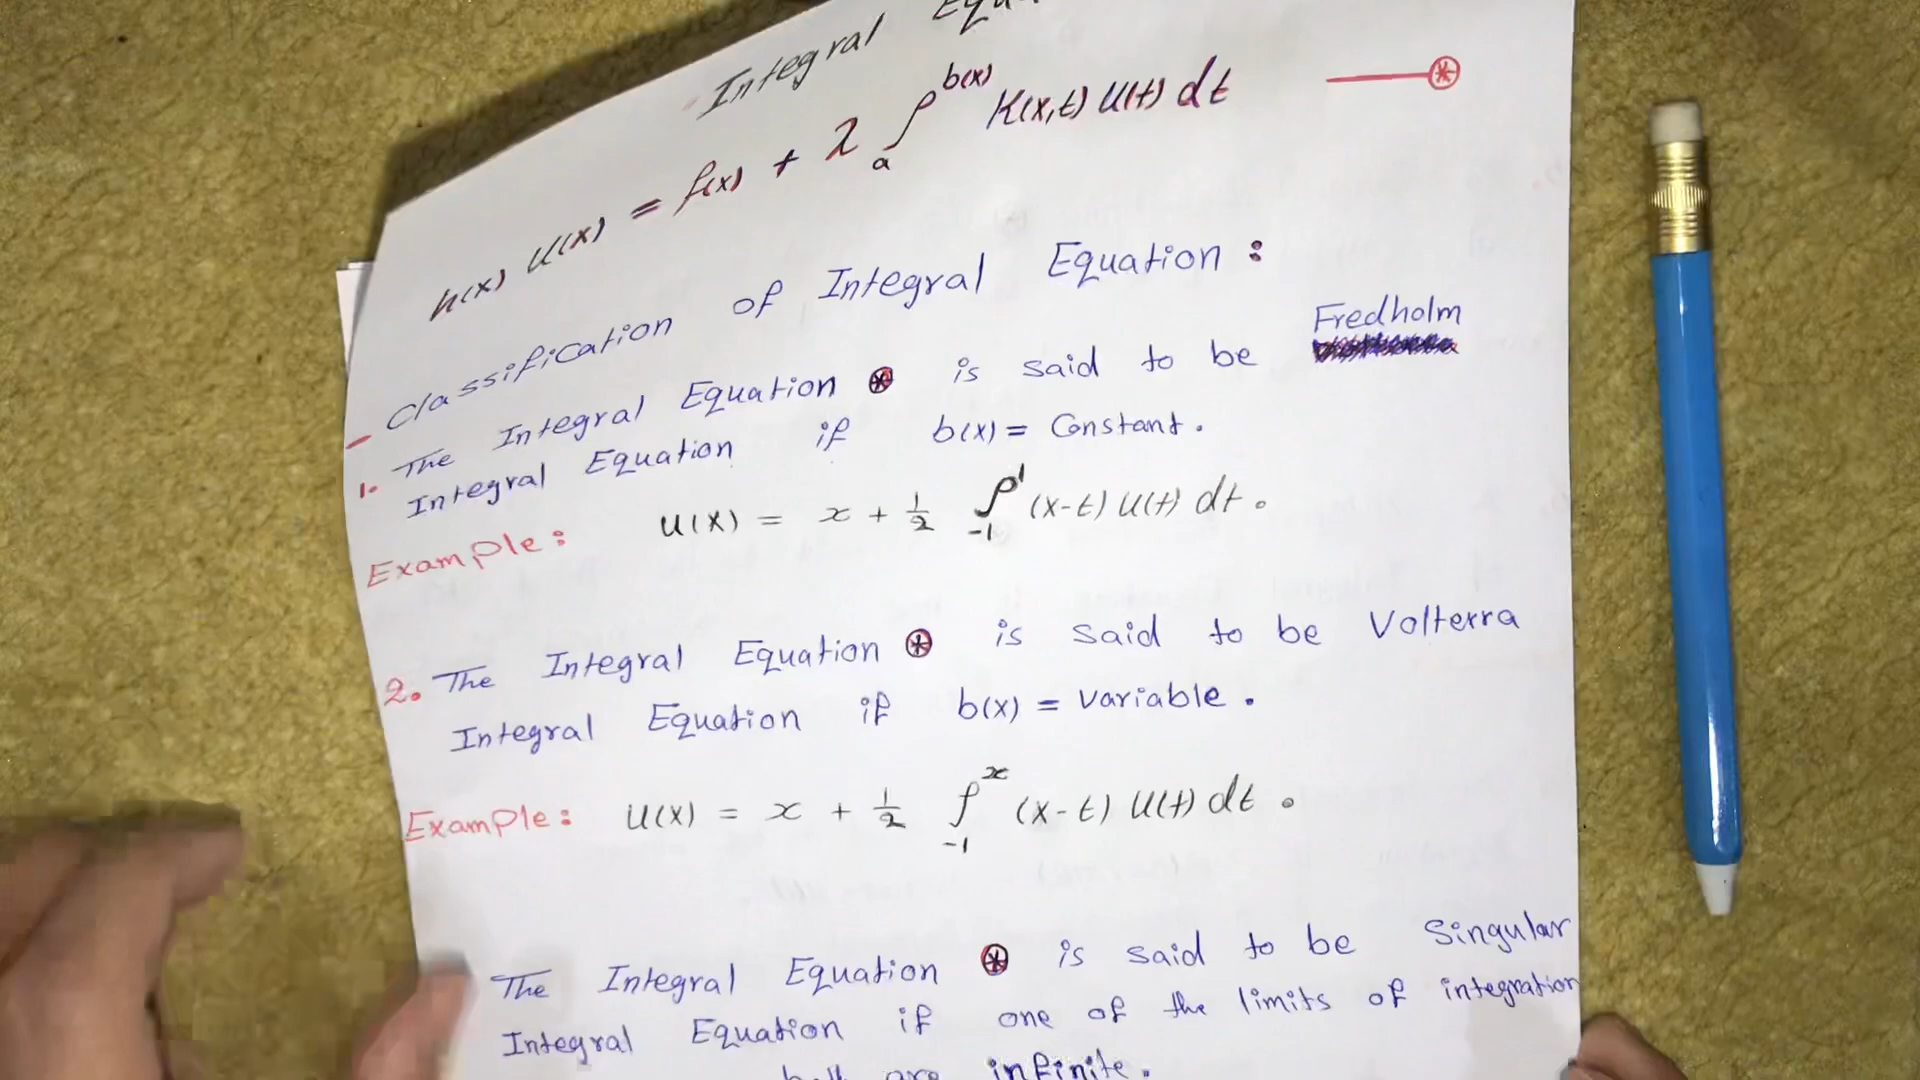 Integral Equ
h(x) u(x) = f(x) + λ ∫_a^{b(x)} K(x,t) u(t) dt ——⊛
– Classification of Integral Equation :
1. The Integral Equation ⊛ is said to be Fredholm
Integral Equation if b(x) = Constant.
Example: u(x) = x + 1/2 ∫_{-1}^{1} (x-t) u(t) dt.
2. The Integral Equation ⊛ is said to be Volterra
Integral Equation if b(x) = variable.
Example: u(x) = x + 1/2 ∫_{-1}^{x} (x-t) u(t) dt.
The Integral Equation ⊛ is said to be Singular
Integral Equation if one of the limits of integration
both are infinite.